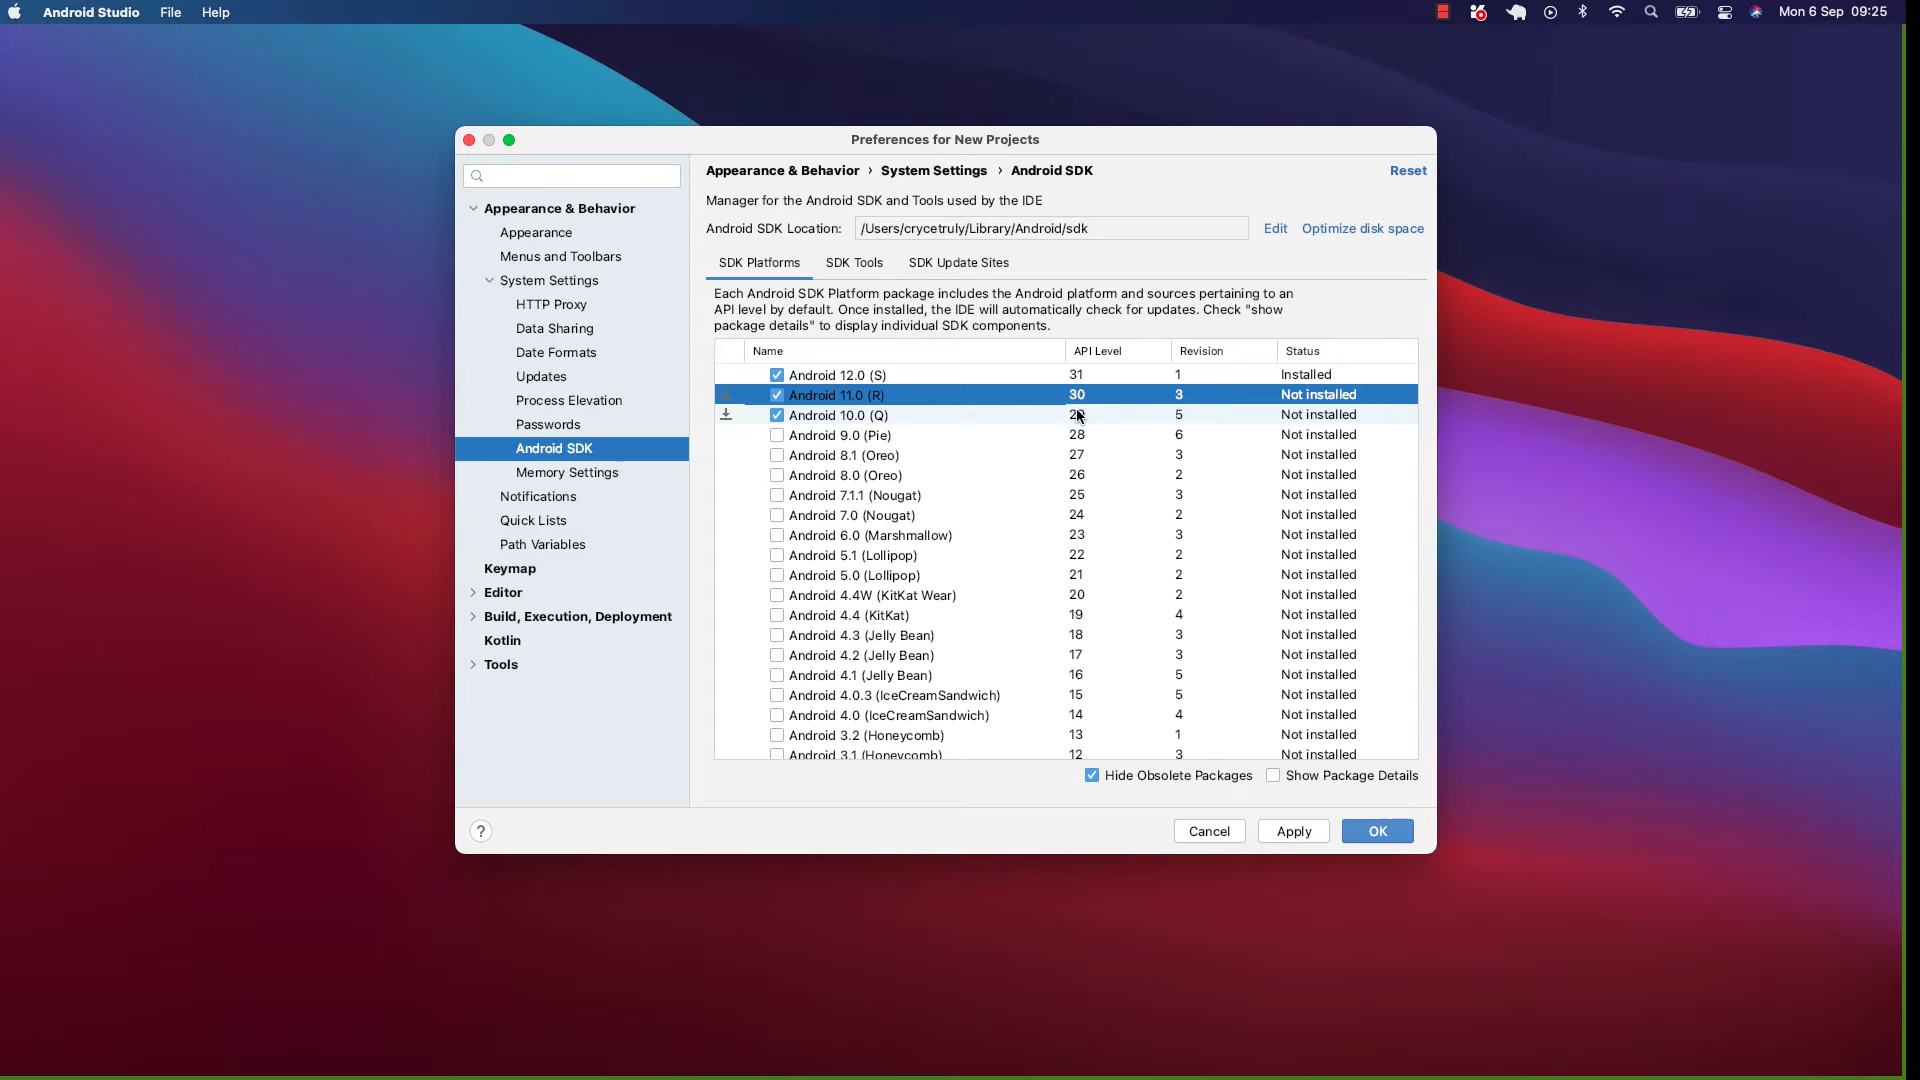 Android Studio File Help Mon 6 Sep 09:25
Preferences for New Projects
Appearance & Behavior › System Settings › Android SDK Reset
Manager for the Android SDK and Tools used by the IDE
Android SDK Location: /Users/crycetruly/Library/Android/sdk Edit Optimize disk space
SDK Platforms SDK Tools SDK Update Sites
Each Android SDK Platform package includes the Android platform and sources pertaining to an
API level by default. Once installed, the IDE will automatically check for updates. Check "show
package details" to display individual SDK components.
Appearance & Behavior
Appearance
Menus and Toolbars
System Settings
HTTP Proxy
Data Sharing
Date Formats
Updates
Process Elevation
Passwords
Android SDK
Memory Settings
Notifications
Quick Lists
Path Variables
Keymap
Editor
Build, Execution, Deployment
Kotlin
Tools
Name API Level Revision Status
Android 12.0 (S) 31 1 Installed
Android 11.0 (R) 30 3 Not installed
Android 10.0 (Q) 5 Not installed
Android 9.0 (Pie) 28 6 Not installed
Android 8.1 (Oreo) 27 3 Not installed
Android 8.0 (Oreo) 26 2 Not installed
Android 7.1.1 (Nougat) 25 3 Not installed
Android 7.0 (Nougat) 24 2 Not installed
Android 6.0 (Marshmallow) 23 3 Not installed
Android 5.1 (Lollipop) 22 2 Not installed
Android 5.0 (Lollipop) 21 2 Not installed
Android 4.4W (KitKat Wear) 20 2 Not installed
Android 4.4 (KitKat) 19 4 Not installed
Android 4.3 (Jelly Bean) 18 3 Not installed
Android 4.2 (Jelly Bean) 17 3 Not installed
Android 4.1 (Jelly Bean) 16 5 Not installed
Android 4.0.3 (IceCreamSandwich) 15 5 Not installed
Android 4.0 (IceCreamSandwich) 14 4 Not installed
Android 3.2 (Honeycomb) 13 1 Not installed
Android 3.1 (Honeycomb) 12 3 Not installed
Hide Obsolete Packages Show Package Details
? Cancel Apply OK